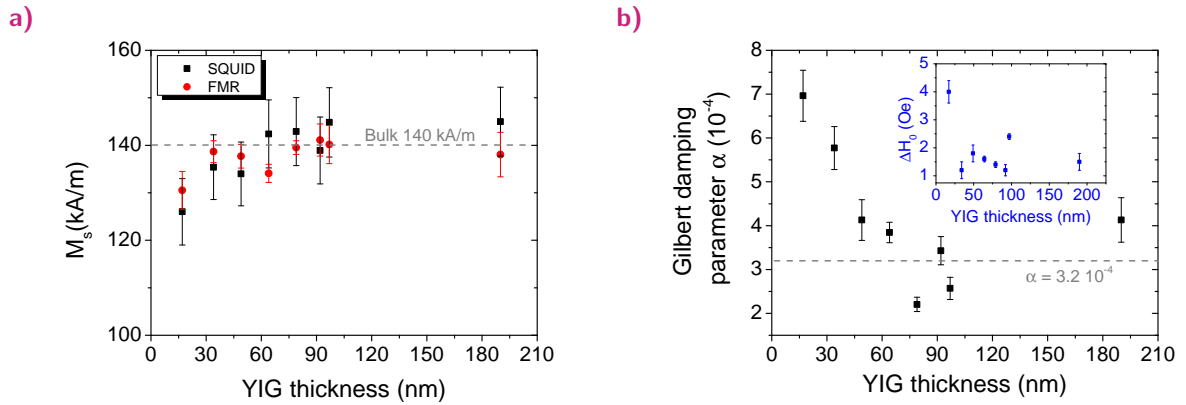 a)
160
140
120
100
M_s(kA/m)
SQUID
FMR
Bulk 140 kA/m
0 30 60 90 120 150 180 210
YIG thickness (nm)
b)
8
7
6
5
4
3
2
Gilbert damping
parameter α (10^-4)
α = 3.2 10^-4
0 30 60 90 120 150 180 210
YIG thickness (nm)
5
4
3
2
1
ΔH_0 (Oe)
0 50 100 150 200
YIG thickness (nm)